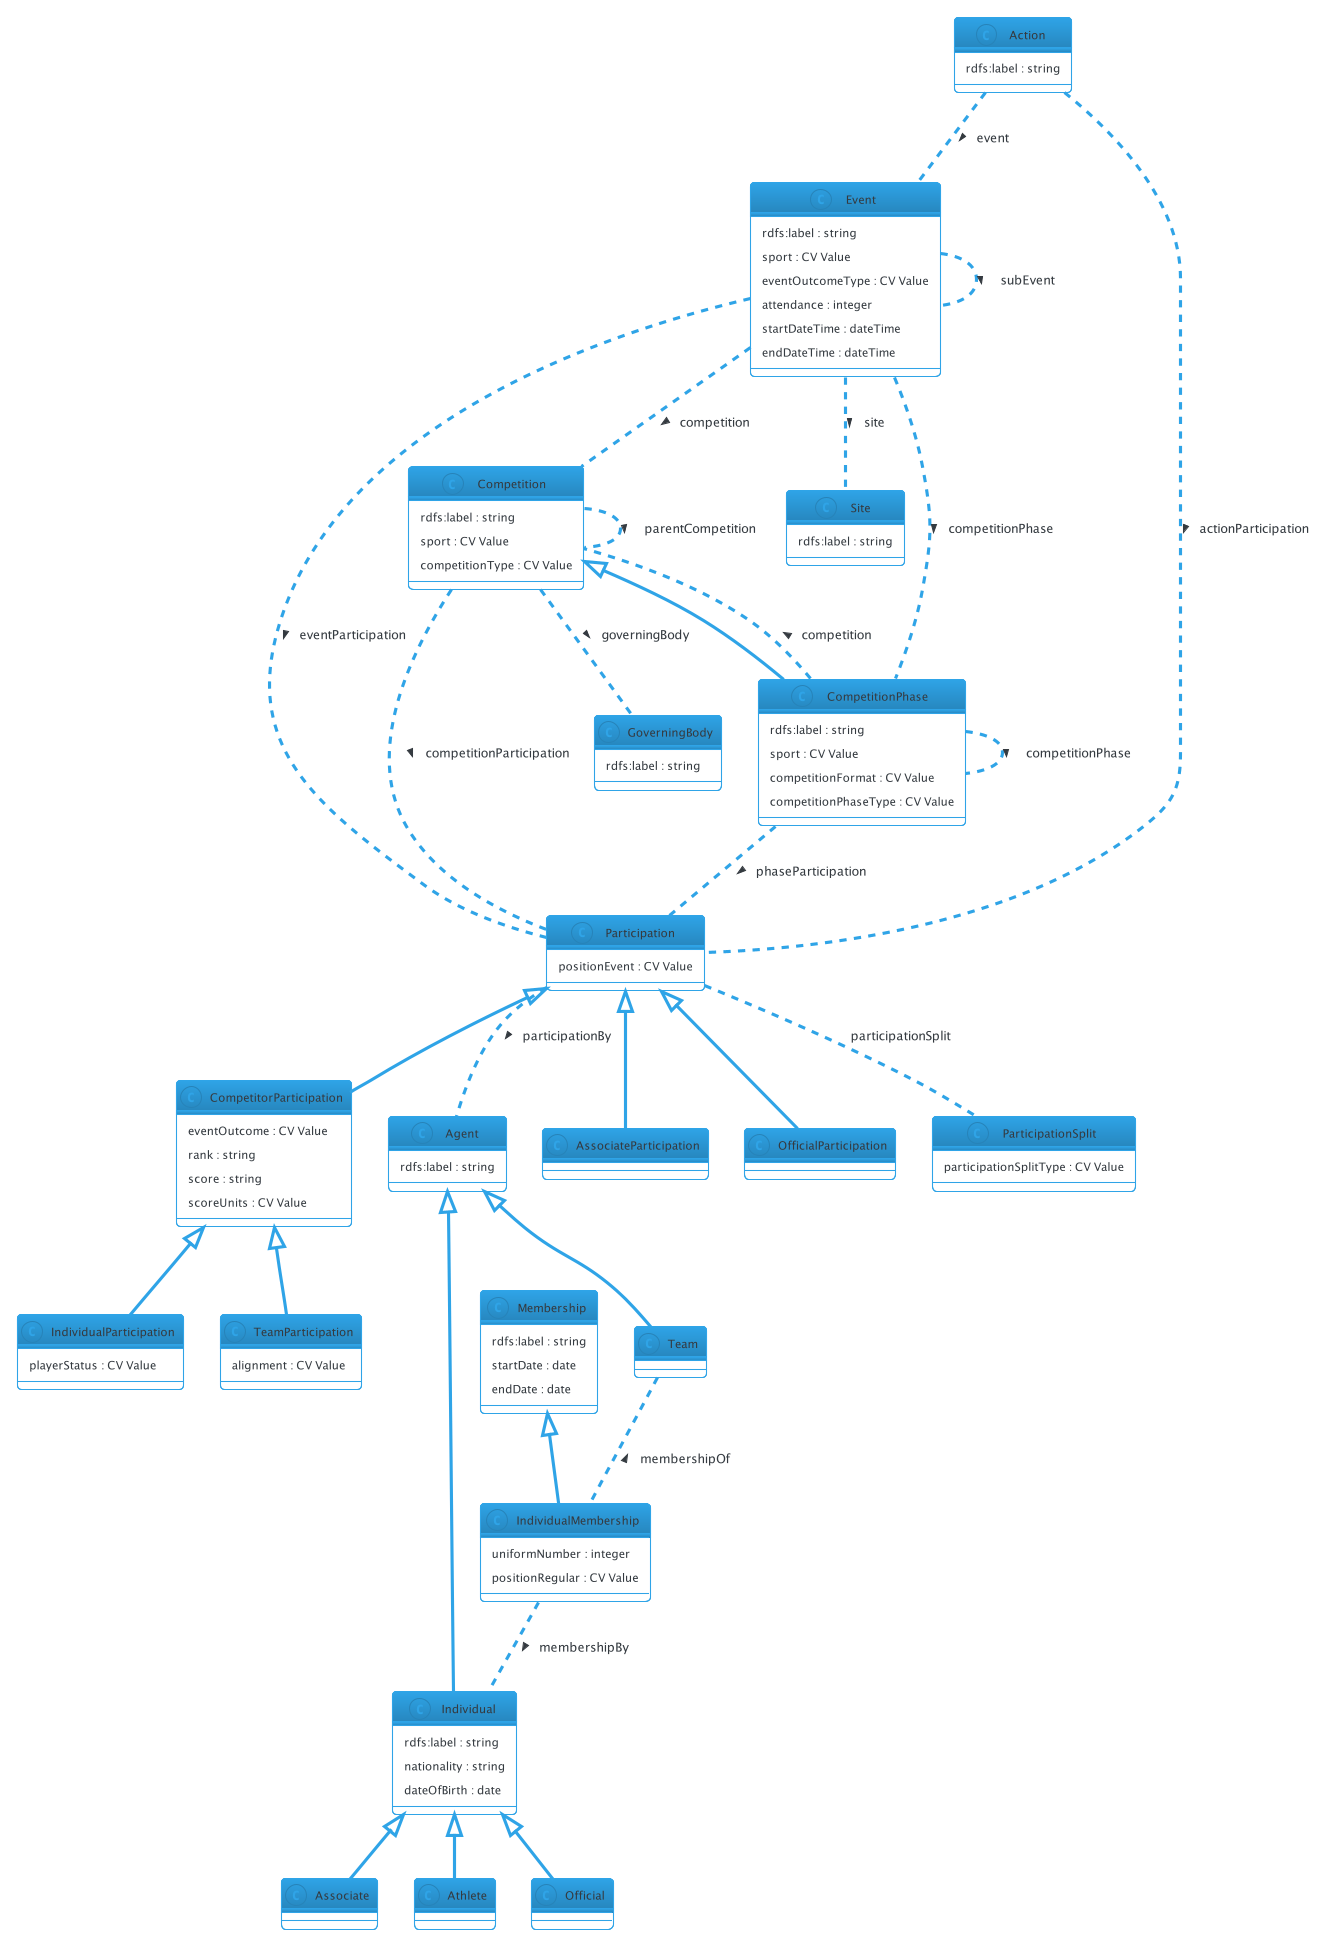 C Action
rdfs:label : string
event
C Event
rdfs:label : string
sport : CV Value
eventOutcomeType : CV Value
attendance : integer
startDateTime : dateTime
endDateTime : dateTime
subEvent
competition
site
C Competition
rdfs:label : string
sport : CV Value
competitionType : CV Value
parentCompetition
C Site
rdfs:label : string
competitionPhase
actionParticipation
eventParticipation
governingBody
competition
C GoverningBody
rdfs:label : string
C CompetitionPhase
rdfs:label : string
sport : CV Value
competitionFormat : CV Value
competitionPhaseType : CV Value
competitionParticipation
competitionPhase
phaseParticipation
C Participation
positionEvent : CV Value
participationBy
participationSplit
C CompetitorParticipation
eventOutcome : CV Value
rank : string
score : string
scoreUnits : CV Value
C Agent
rdfs:label : string
C AssociateParticipation
C OfficialParticipation
C ParticipationSplit
participationSplitType : CV Value
C IndividualParticipation
playerStatus : CV Value
C TeamParticipation
alignment : CV Value
C Membership
rdfs:label : string
startDate : date
endDate : date
C Team
membershipOf
C IndividualMembership
uniformNumber : integer
positionRegular : CV Value
membershipBy
C Individual
rdfs:label : string
nationality : string
dateOfBirth : date
C Associate
C Athlete
C Official